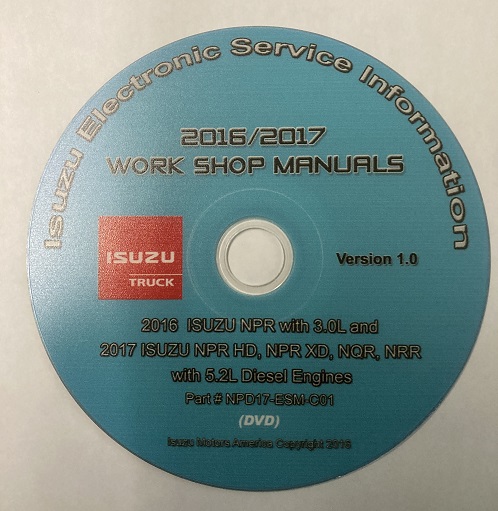 Isuzu Electronic Service Information
2016/2017
WORK SHOP MANUALS
ISUZU
TRUCK
Version 1.0
2016 ISUZU NPR with 3.0L and
2017 ISUZU NPR HD, NPR XD, NQR, NRR
with 5.2L Diesel Engines
Part # NPD17-ESM-C01
(DVD)
Isuzu Motors America Copyright 2016